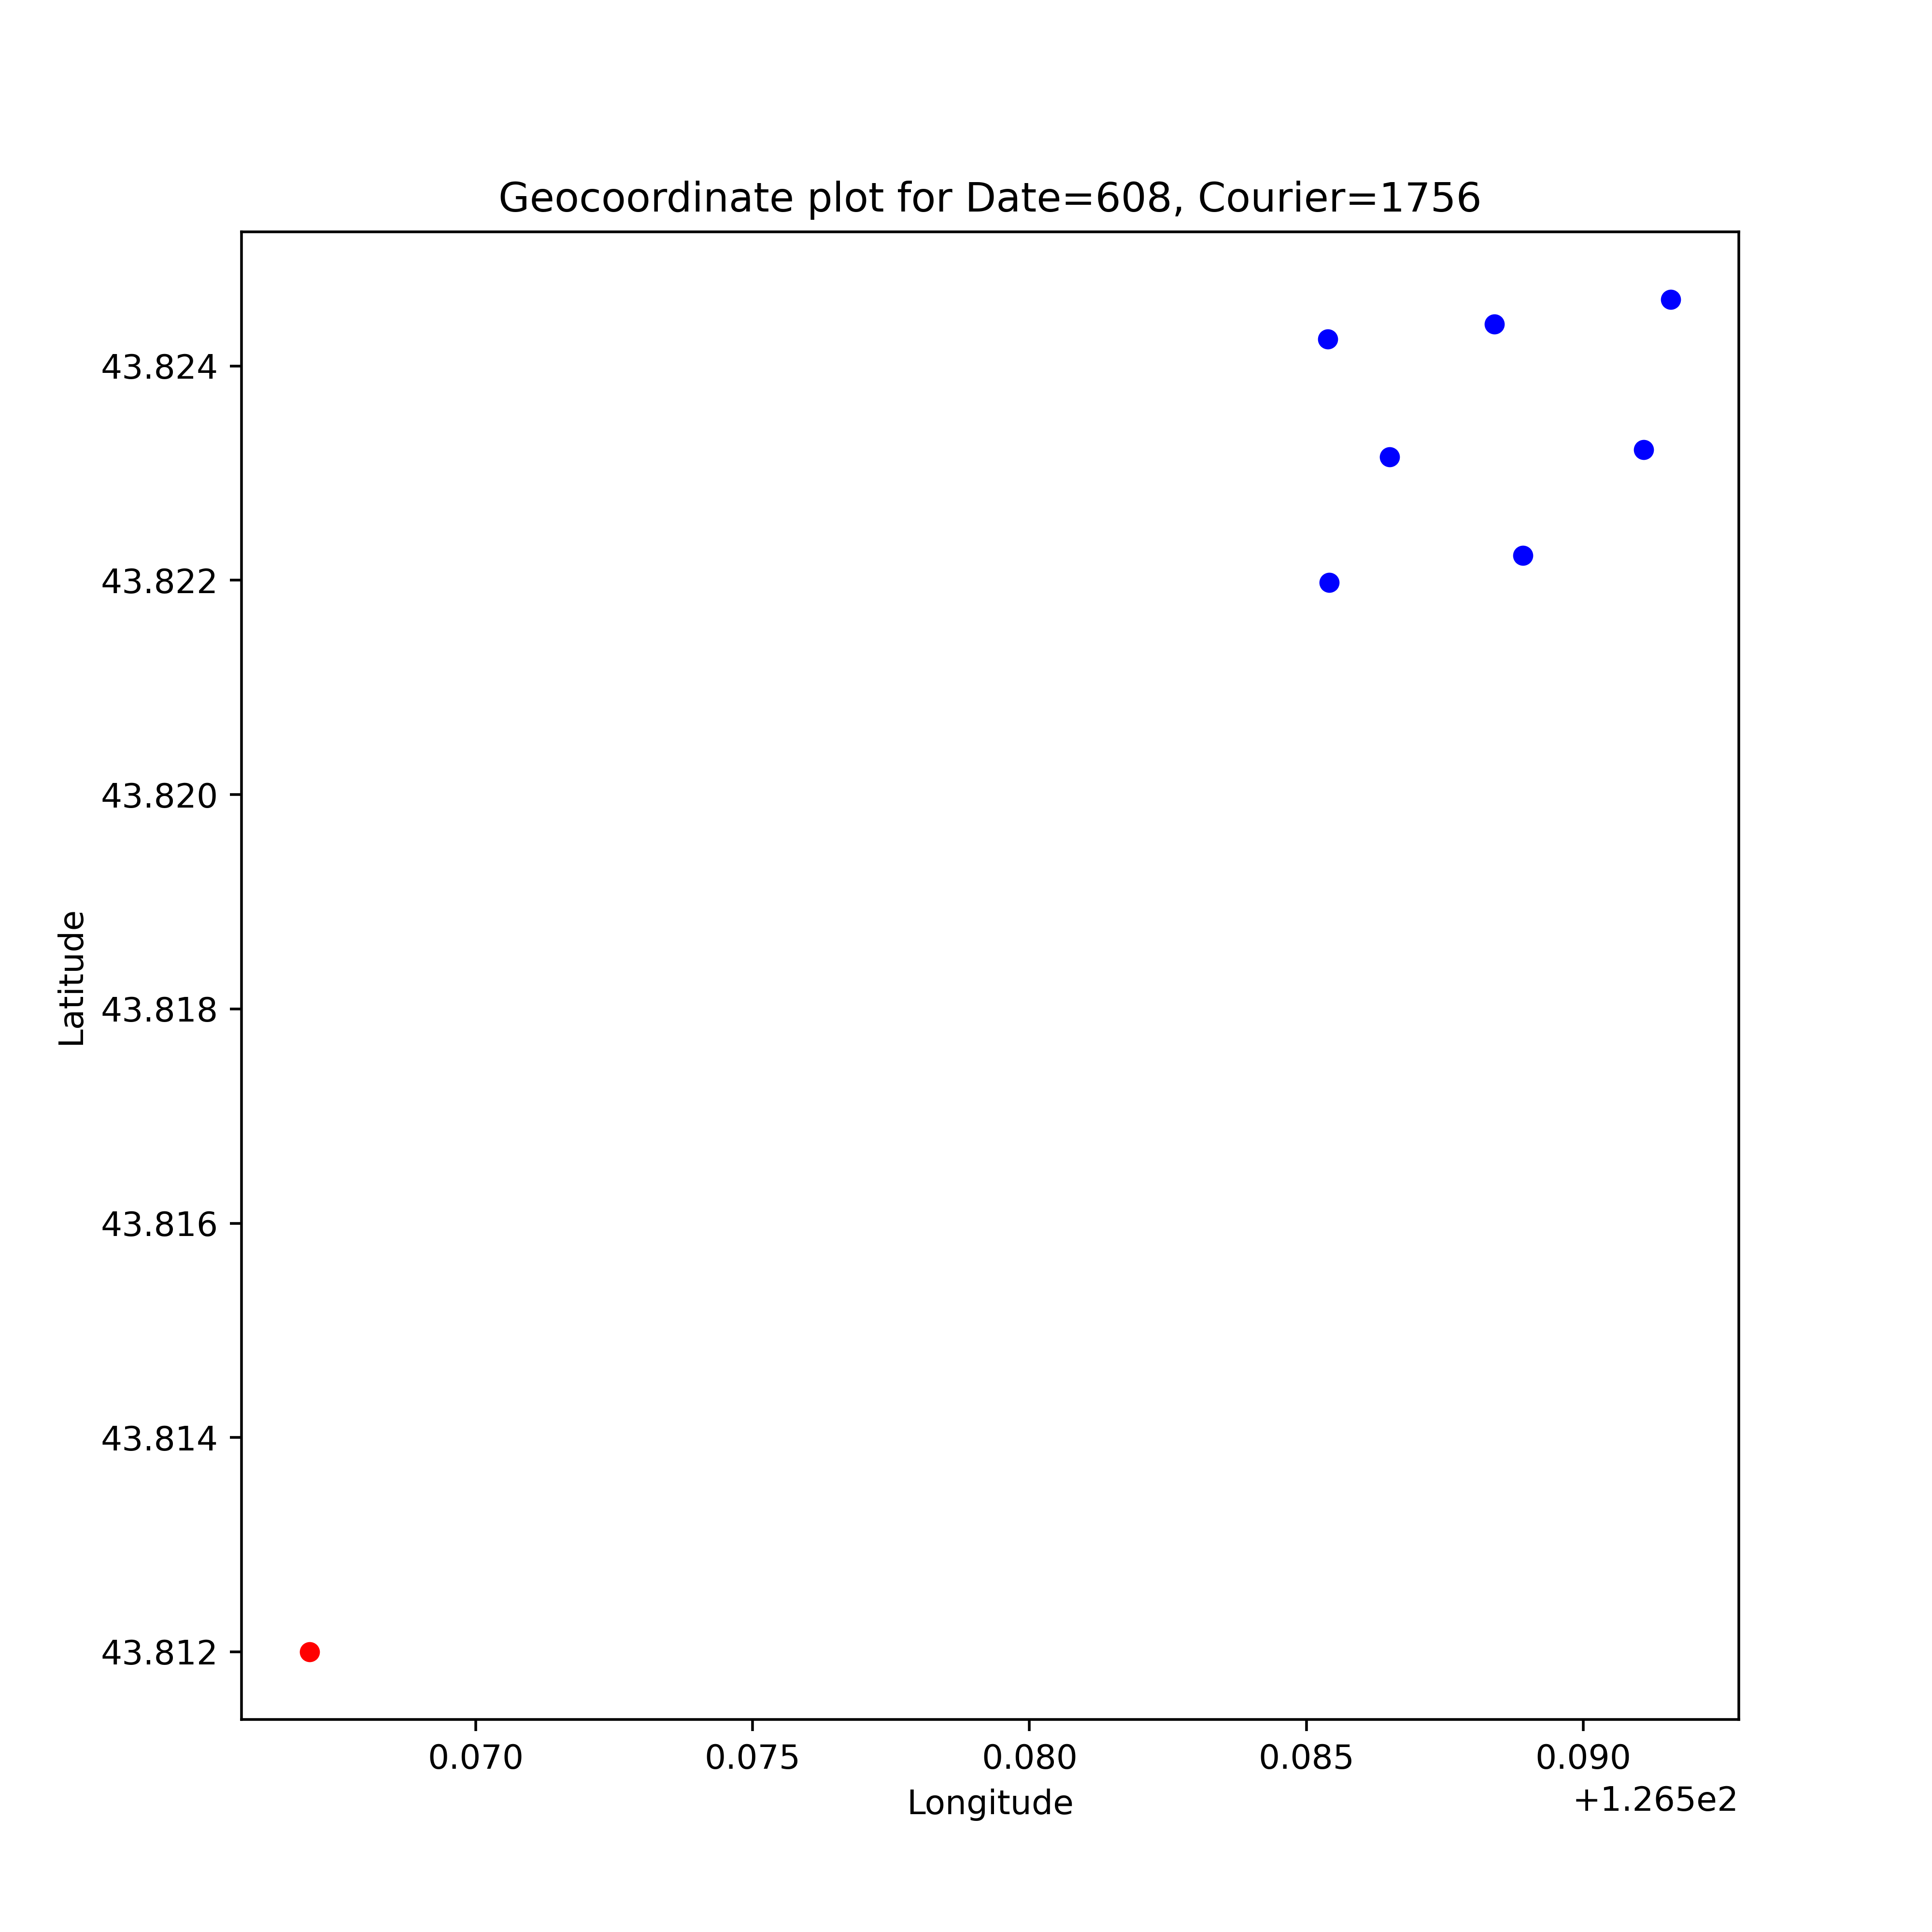 Geocoordinate plot for Date=608, Courier=1756
43.824
43.822
43.820
43.818
43.816
43.814
43.812
Latitude
0.070 0.075 0.080 0.085 0.090
Longitude
+1.265e2